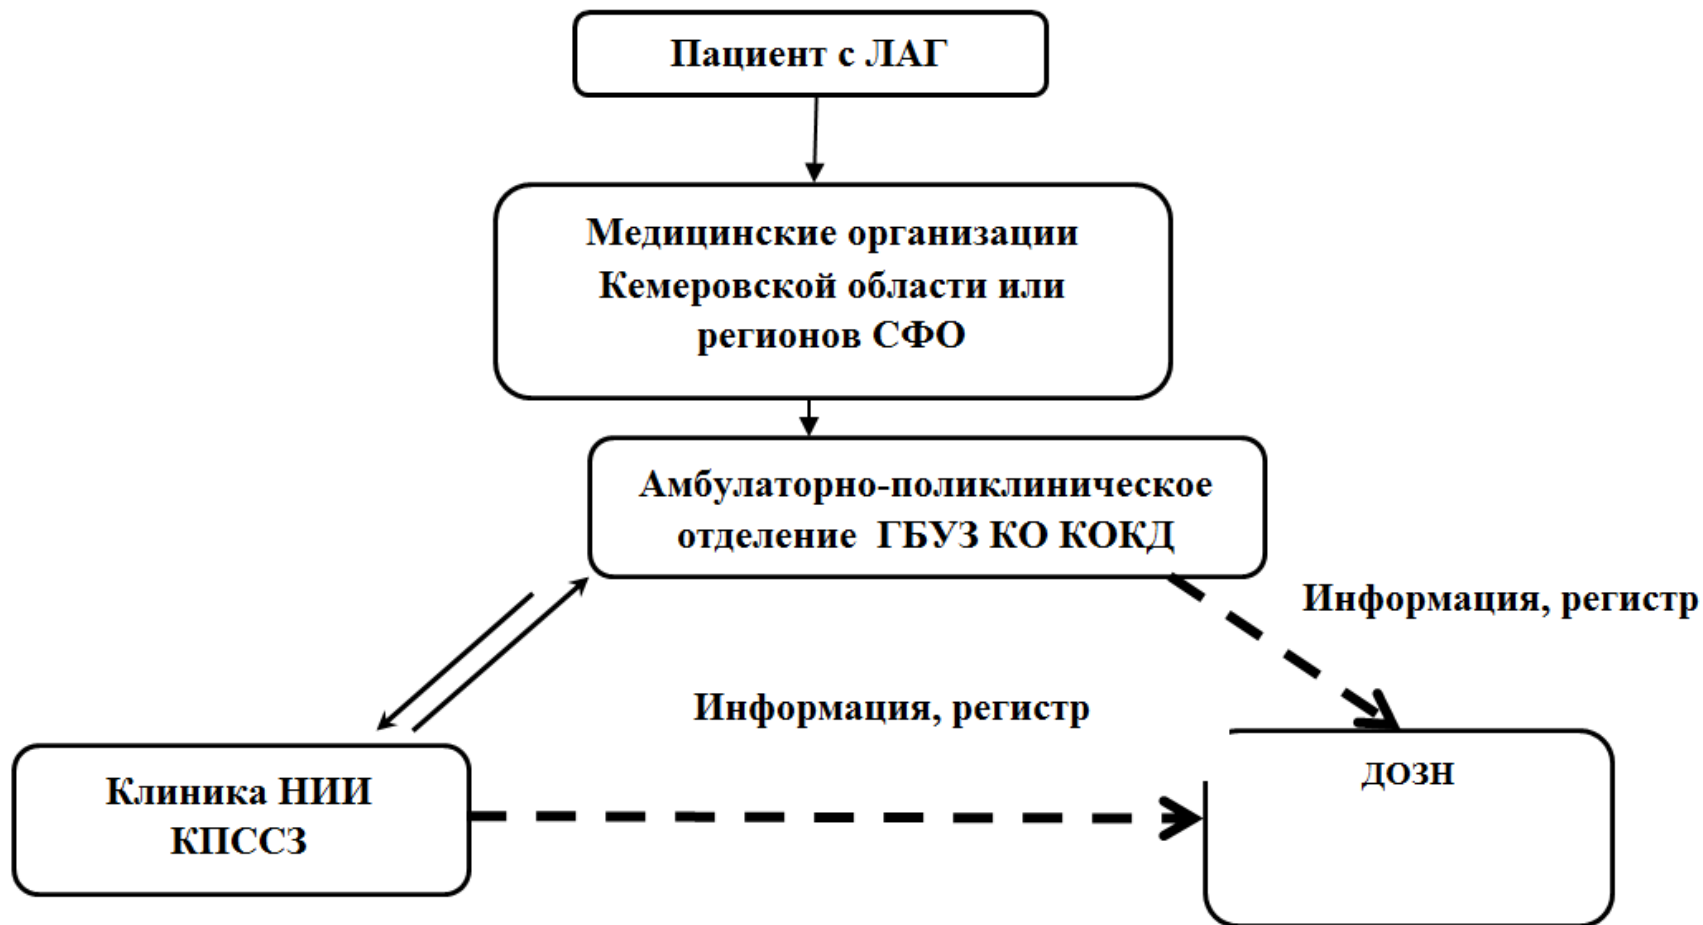 Пациент с ЛАГ
Медицинские организации
Кемеровской области или
регионов СФО
Амбулаторно-поликлиническое
отделение ГБУЗ КО КОКД
Информация, регистр
Информация, регистр
Клиника НИИ
КПССЗ
ДОЗН